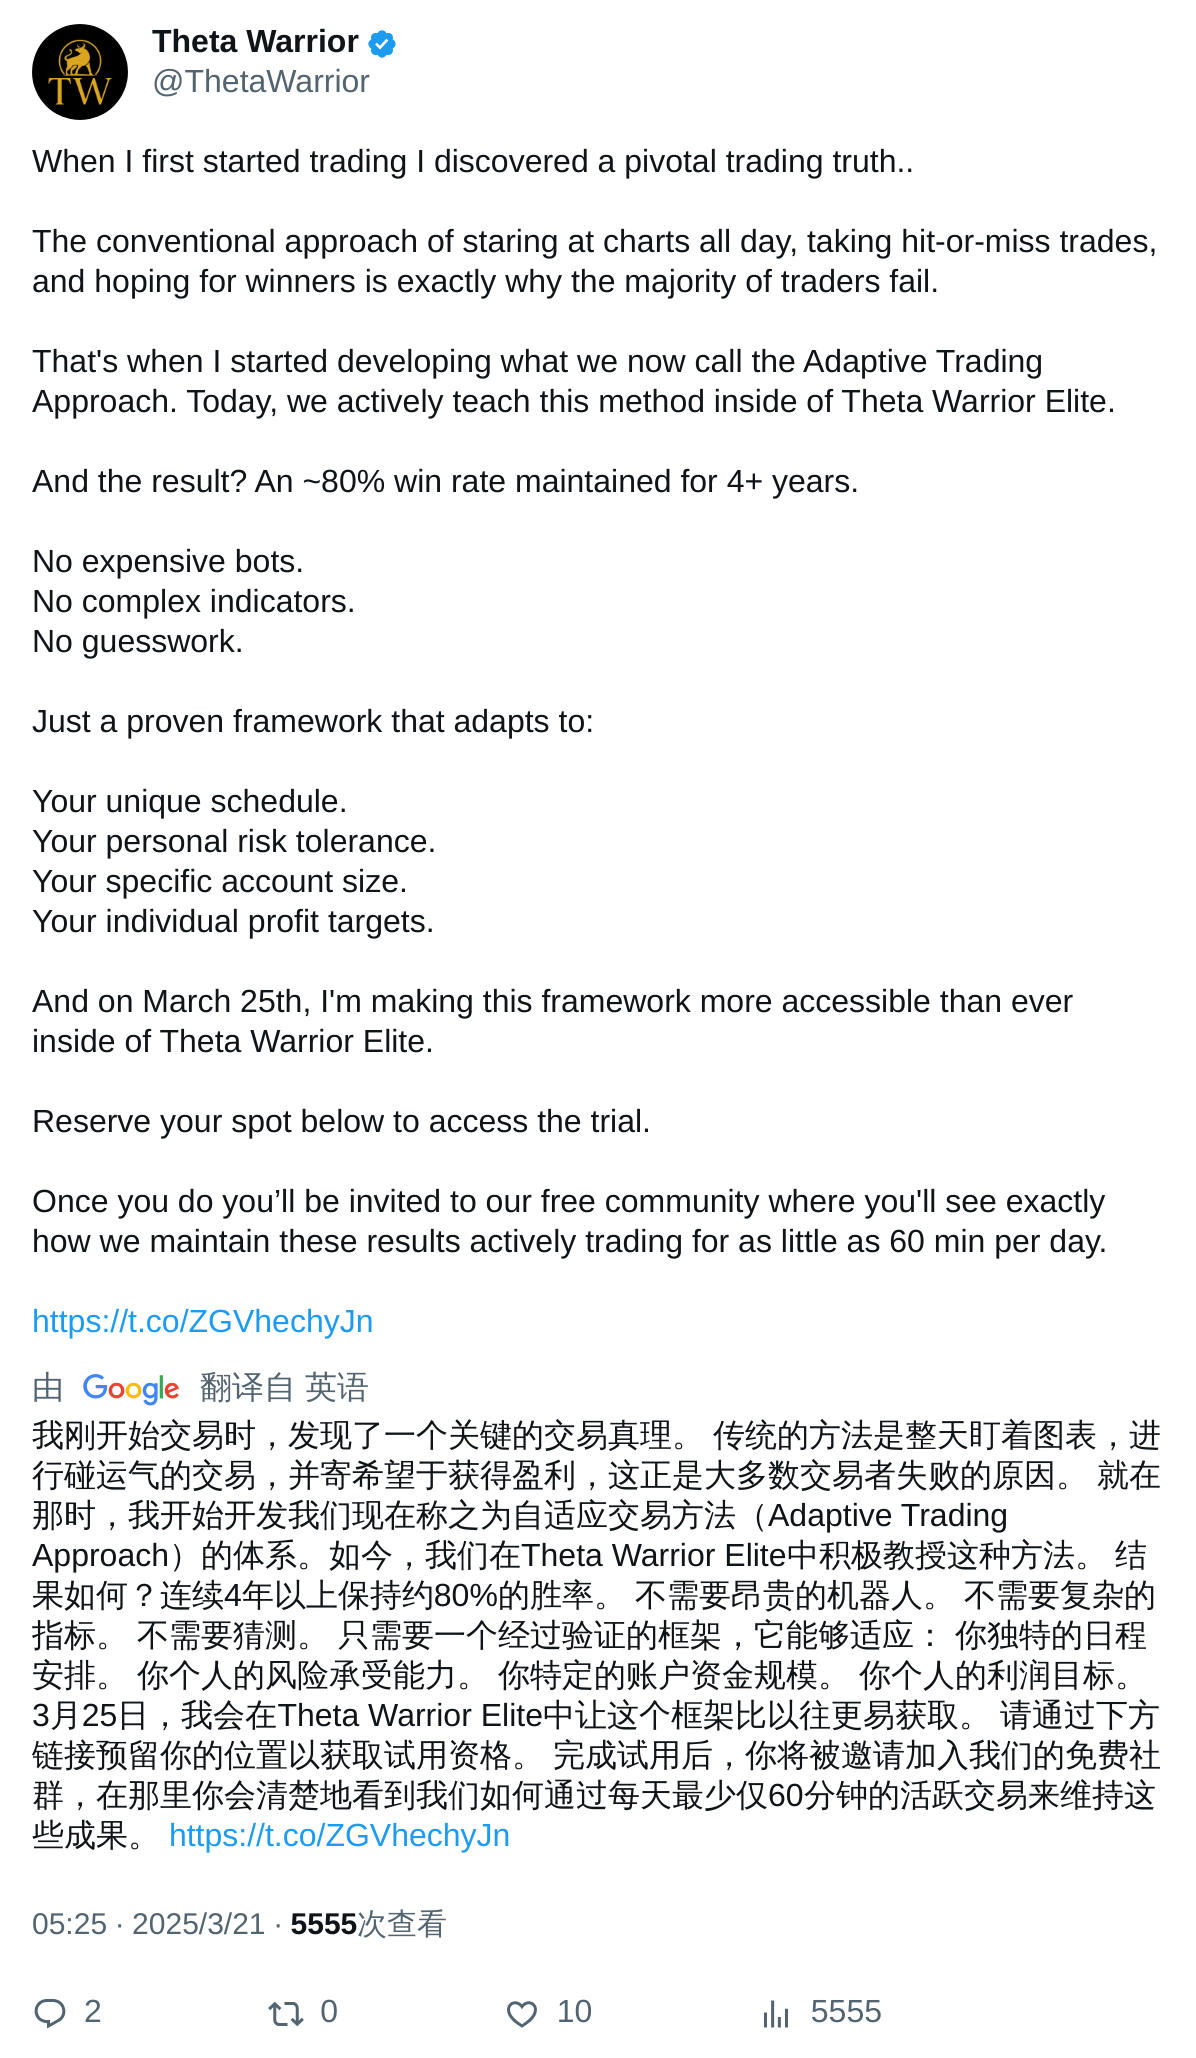 Theta Warrior
@ThetaWarrior
TW
When I first started trading I discovered a pivotal trading truth..
The conventional approach of staring at charts all day, taking hit-or-miss trades,
and hoping for winners is exactly why the majority of traders fail.
That's when I started developing what we now call the Adaptive Trading
Approach. Today, we actively teach this method inside of Theta Warrior Elite.
And the result? An ~80% win rate maintained for 4+ years.
No expensive bots.
No complex indicators.
No guesswork.
Just a proven framework that adapts to:
Your unique schedule.
Your personal risk tolerance.
Your specific account size.
Your individual profit targets.
And on March 25th, I'm making this framework more accessible than ever
inside of Theta Warrior Elite.
Reserve your spot below to access the trial.
Once you do you’ll be invited to our free community where you'll see exactly
how we maintain these results actively trading for as little as 60 min per day.
https://t.co/ZGVhechyJn
由 Google 翻译自 英语
我刚开始交易时，发现了一个关键的交易真理。 传统的方法是整天盯着图表，进
行碰运气的交易，并寄希望于获得盈利，这正是大多数交易者失败的原因。 就在
那时，我开始开发我们现在称之为自适应交易方法（Adaptive Trading
Approach）的体系。如今，我们在Theta Warrior Elite中积极教授这种方法。 结
果如何？连续4年以上保持约80%的胜率。 不需要昂贵的机器人。 不需要复杂的
指标。 不需要猜测。 只需要一个经过验证的框架，它能够适应： 你独特的日程
安排。 你个人的风险承受能力。 你特定的账户资金规模。 你个人的利润目标。
3月25日，我会在Theta Warrior Elite中让这个框架比以往更易获取。 请通过下方
链接预留你的位置以获取试用资格。 完成试用后，你将被邀请加入我们的免费社
群，在那里你会清楚地看到我们如何通过每天最少仅60分钟的活跃交易来维持这
些成果。 https://t.co/ZGVhechyJn
05:25 · 2025/3/21 · 5555次查看
2 0 10 5555